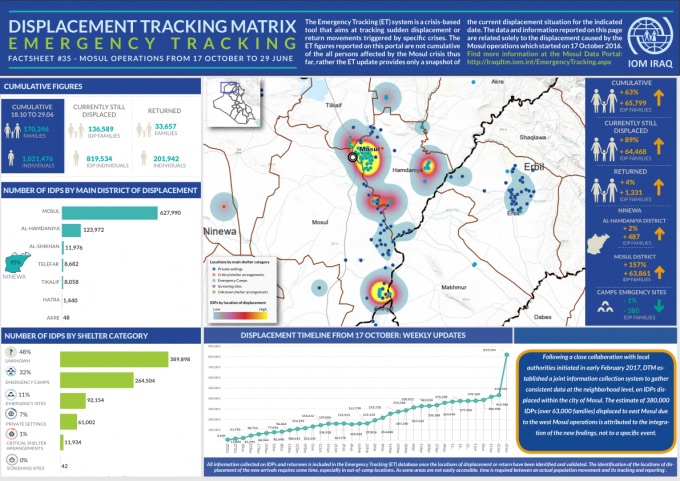 DISPLACEMENT TRACKING MATRIX
EMERGENCY TRACKING
FACTSHEET #35 - MOSUL OPERATIONS FROM 17 OCTOBER TO 29 JUNE
The Emergency Tracking (ET) system is a crisis-based
tool that aims at tracking sudden displacement or
return movements triggered by specific crises. The
ET figures reported on this portal are not cumulative
of the all persons affected by the Mosul crisis thus
far, rather the ET update provides only a snapshot of
the current displacement situation for the indicated
date. The data and information reported on this page
are related solely to the displacement caused by the
Mosul operations which started on 17 October 2016.
Find more information at the Mosul Data Portal:
http://iraqdtm.iom.int/EmergencyTracking.aspx
IOM IRAQ
CUMULATIVE FIGURES
CUMULATIVE
18.10 TO 29.06
170,246
FAMILIES
1,021,476
INDIVIDUALS
CURRENTLY STILL
DISPLACED
136,589
IDP FAMILIES
819,534
IDP INDIVIDUALS
RETURNED
33,657
FAMILIES
201,942
INDIVIDUALS
NUMBER OF IDPS BY MAIN DISTRICT OF DISPLACEMENT
MOSUL 627,990
AL-HAMDANIYA 123,972
AL-SHIKHAN 11,976
TELEFAR 8,682
TIKALIF 8,058
HATRA 1,440
AKRE 48
NINEWA
Tilkaif
Akre
Mosul
Hamdaniya
Shaqlawa
Erbil
Erbil
Ninewa
Mosul
Koisnjaq
Makhmur
Dabes
Locations by main shelter category
Private settings
Critical shelter arrangements
Emergency Camps
Screening sites
Unknown shelter arrangements
IDPs by location of displacement
Low
High
CUMULATIVE
+ 63%
+ 65,799
IDP FAMILIES
CURRENTLY STILL
DISPLACED
+ 89%
+ 64,468
IDP FAMILIES
RETURNED
+ 4%
+ 1,331
IDP FAMILIES
NINEWA
AL-HAMDANIYA DISTRICT
+ 2%
+ 487
IDP FAMILIES
MOSUL DISTRICT
+ 157%
+ 63,861
IDP FAMILIES
CAMPS EMERGENCY SITES
- 1%
- 380
IDP FAMILIES
NUMBER OF IDPS BY SHELTER CATEGORY
48%
UNKNOWN
389,898
32%
EMERGENCY CAMPS
264,504
11%
EMERGENCY SITES
92,154
7%
PRIVATE SETTINGS
61,002
1%
CRITICAL SHELTER
ARRANGEMENTS
11,934
0%
SCREENING SITES
42
DISPLACEMENT TIMELINE FROM 17 OCTOBER: WEEKLY UPDATES
Following a close collaboration with local
authorities initiated in early February 2017, DTM es-
tablished a joint information collection system to gather
consistent data at the neighborhood level, on IDPs dis-
placed within the city of Mosul. The estimate of 380,000
IDPs (over 63,000 families) displaced to east Mosul due
to the west Mosul operations is attributed to the integra-
tion of the new findings, not to a specific event.
All information collected on IDPs and returnees is included in the Emergency Tracking (ET) database once the locations of displacement or return have been identified and validated. The identification of the locations of dis-
placement of the new arrivals requires some time, especially in out-of-camp locations. As some areas are not easily accessible, time is required between an actual population movement and its tracking and reporting.